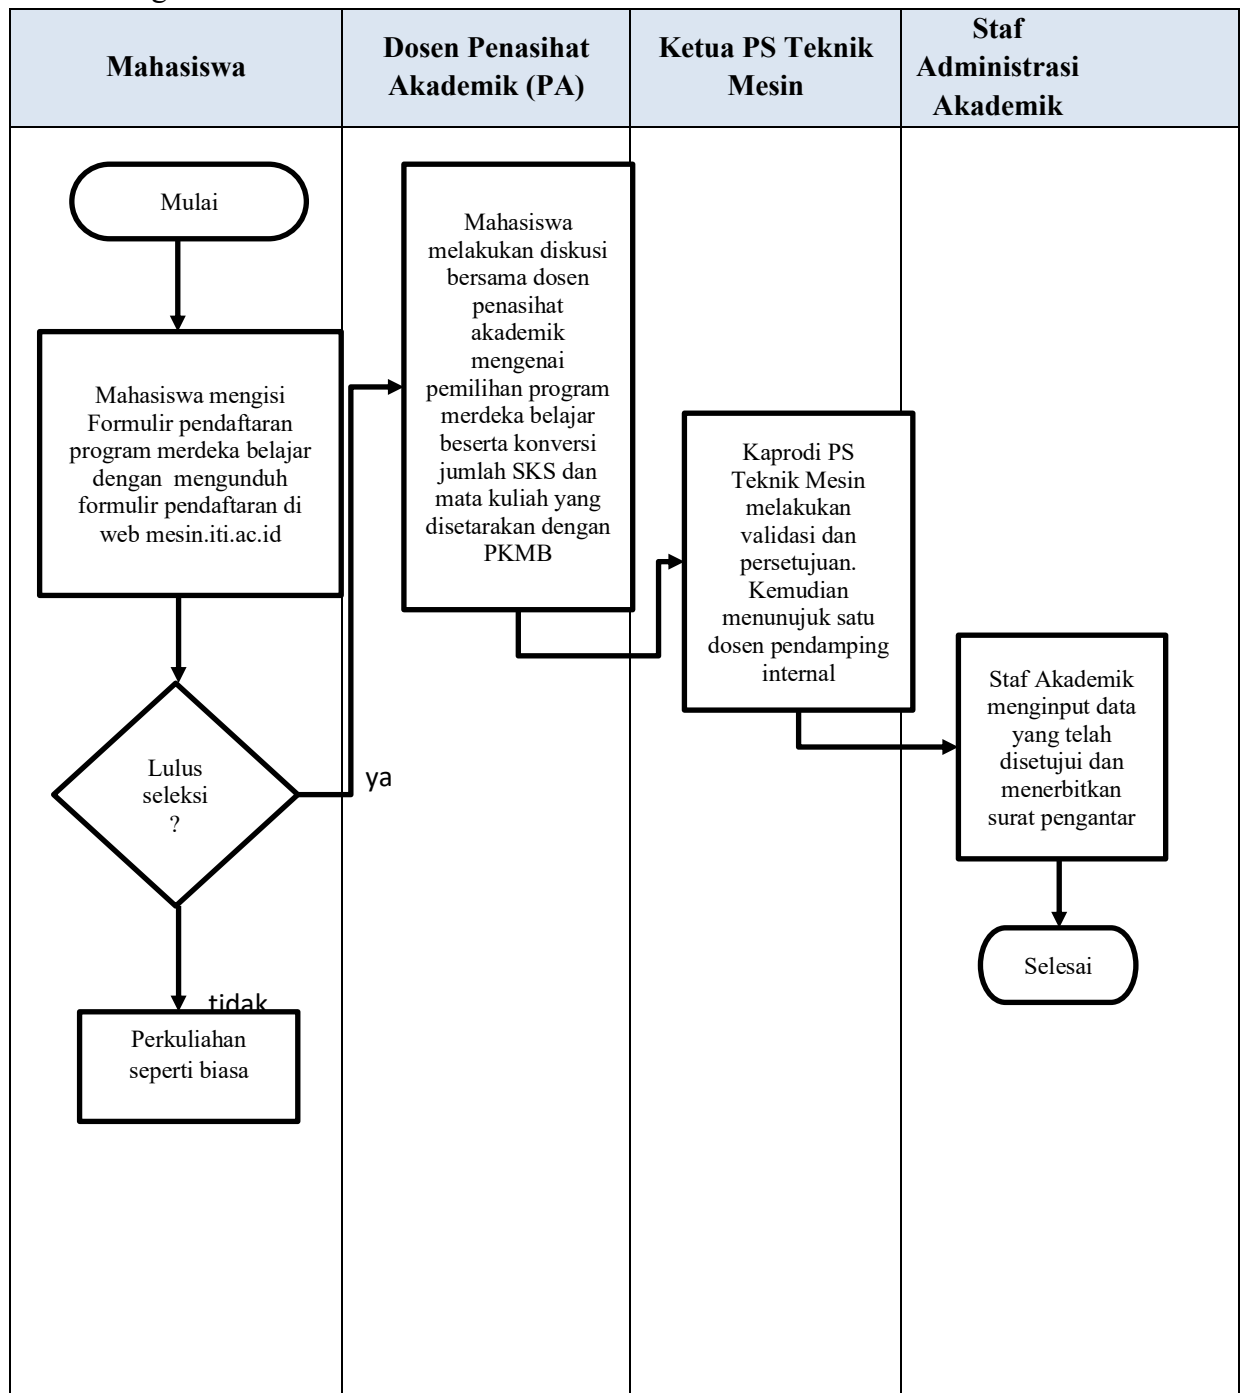 Mahasiswa
Dosen Penasihat
Akademik (PA)
Ketua PS Teknik
Mesin
Staf
Administrasi
Akademik
Mulai
Mahasiswa mengisi
Formulir pendaftaran
program merdeka belajar
dengan  mengunduh
formulir pendaftaran di
web mesin.iti.ac.id
Lulus
seleksi
?
ya
tidak
Perkuliahan
seperti biasa
Mahasiswa
melakukan diskusi
bersama dosen
penasihat
akademik
mengenai
pemilihan program
merdeka belajar
beserta konversi
jumlah SKS dan
mata kuliah yang
disetarakan dengan
PKMB
Kaprodi PS
Teknik Mesin
melakukan
validasi dan
persetujuan.
Kemudian
menunujuk satu
dosen pendamping
internal
Staf Akademik
menginput data
yang telah
disetujui dan
menerbitkan
surat pengantar
Selesai